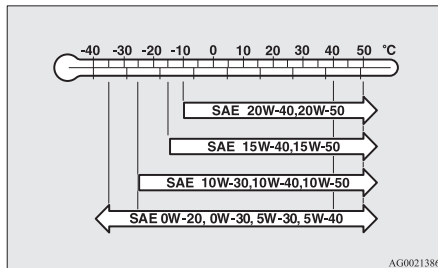 -40 -30 -20 -10 0 10 20 30 40 50 °C
SAE 20W-40,20W-50
SAE 15W-40,15W-50
SAE 10W-30,10W-40,10W-50
SAE 0W-20, 0W-30, 5W-30, 5W-40
AG0021386